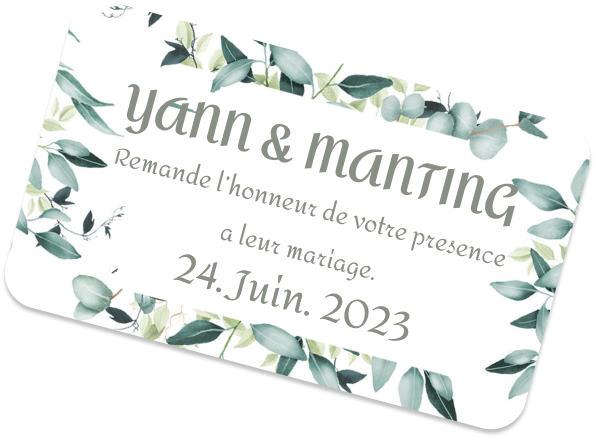 Yann & Manting
Remande l'honneur de votre presence
a leur mariage.
24.Juin. 2023